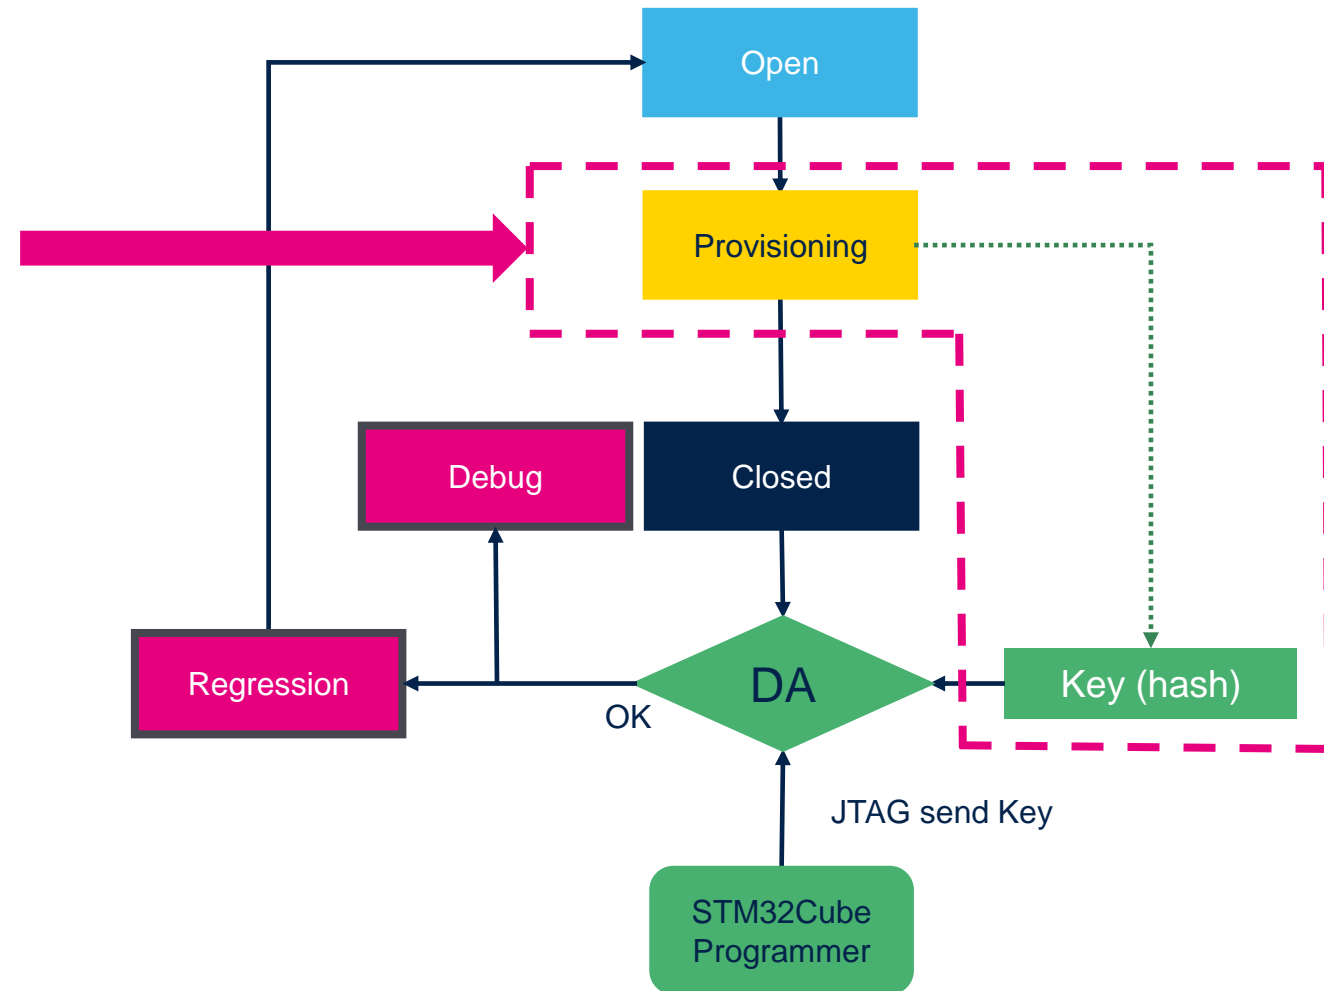 Open
Provisioning
Debug
Closed
Regression
DA
Key (hash)
OK
JTAG send Key
STM32Cube
Programmer